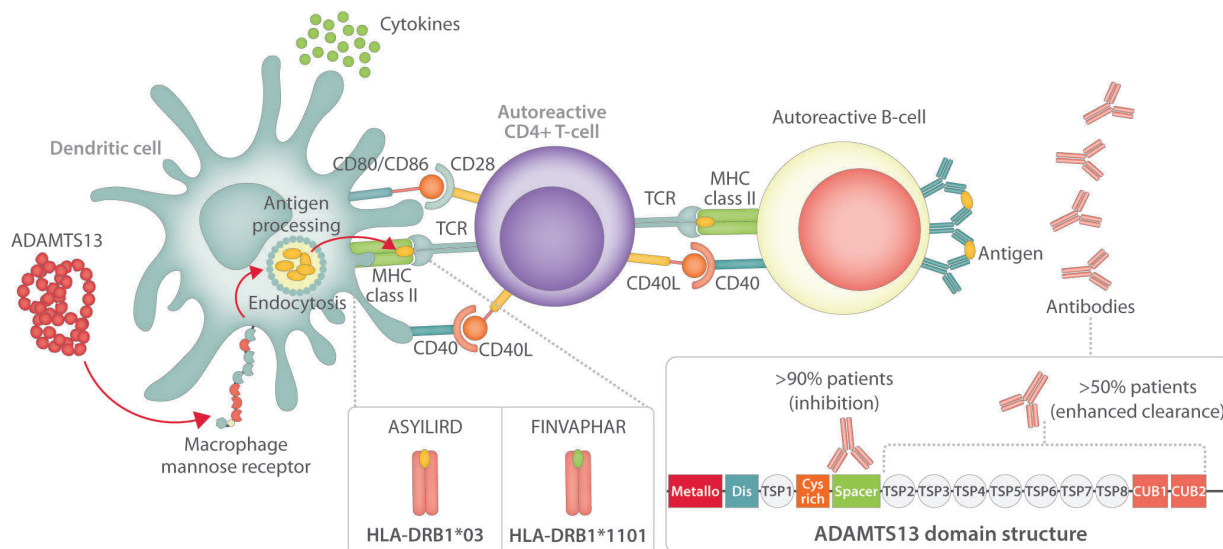 Cytokines
Autoreactive
CD4+ T-cell
Autoreactive B-cell
Dendritic cell
CD80/CD86
CD28
TCR
MHC
class II
Antigen
processing
TCR
ADAMTS13
MHC
class II
Endocytosis
Antigen
CD40L
CD40
Antibodies
CD40
CD40L
Macrophage
mannose receptor
ASYILIRD
HLA-DRB1*03
FINVAPHAR
HLA-DRB1*1101
>90% patients
(inhibition)
>50% patients
(enhanced clearance)
Metallo
Dis
TSP1
Cys
rich
Spacer
TSP2
TSP3
TSP4
TSP5
TSP6
TSP7
TSP8
CUB1
CUB2
ADAMTS13 domain structure